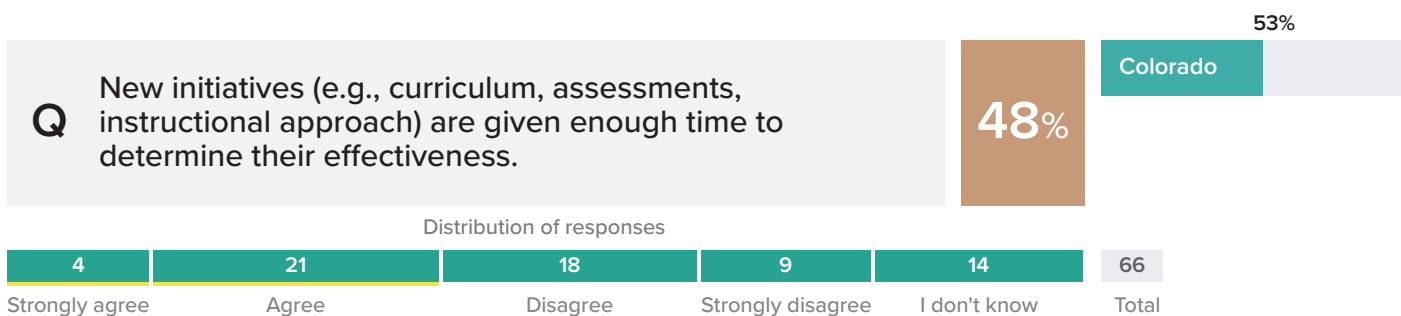 53%
Q
New initiatives (e.g., curriculum, assessments,
instructional approach) are given enough time to
determine their effectiveness.
48%
Colorado
Distribution of responses
4 21 18 9 14 66
Strongly agree Agree Disagree Strongly disagree I don't know Total